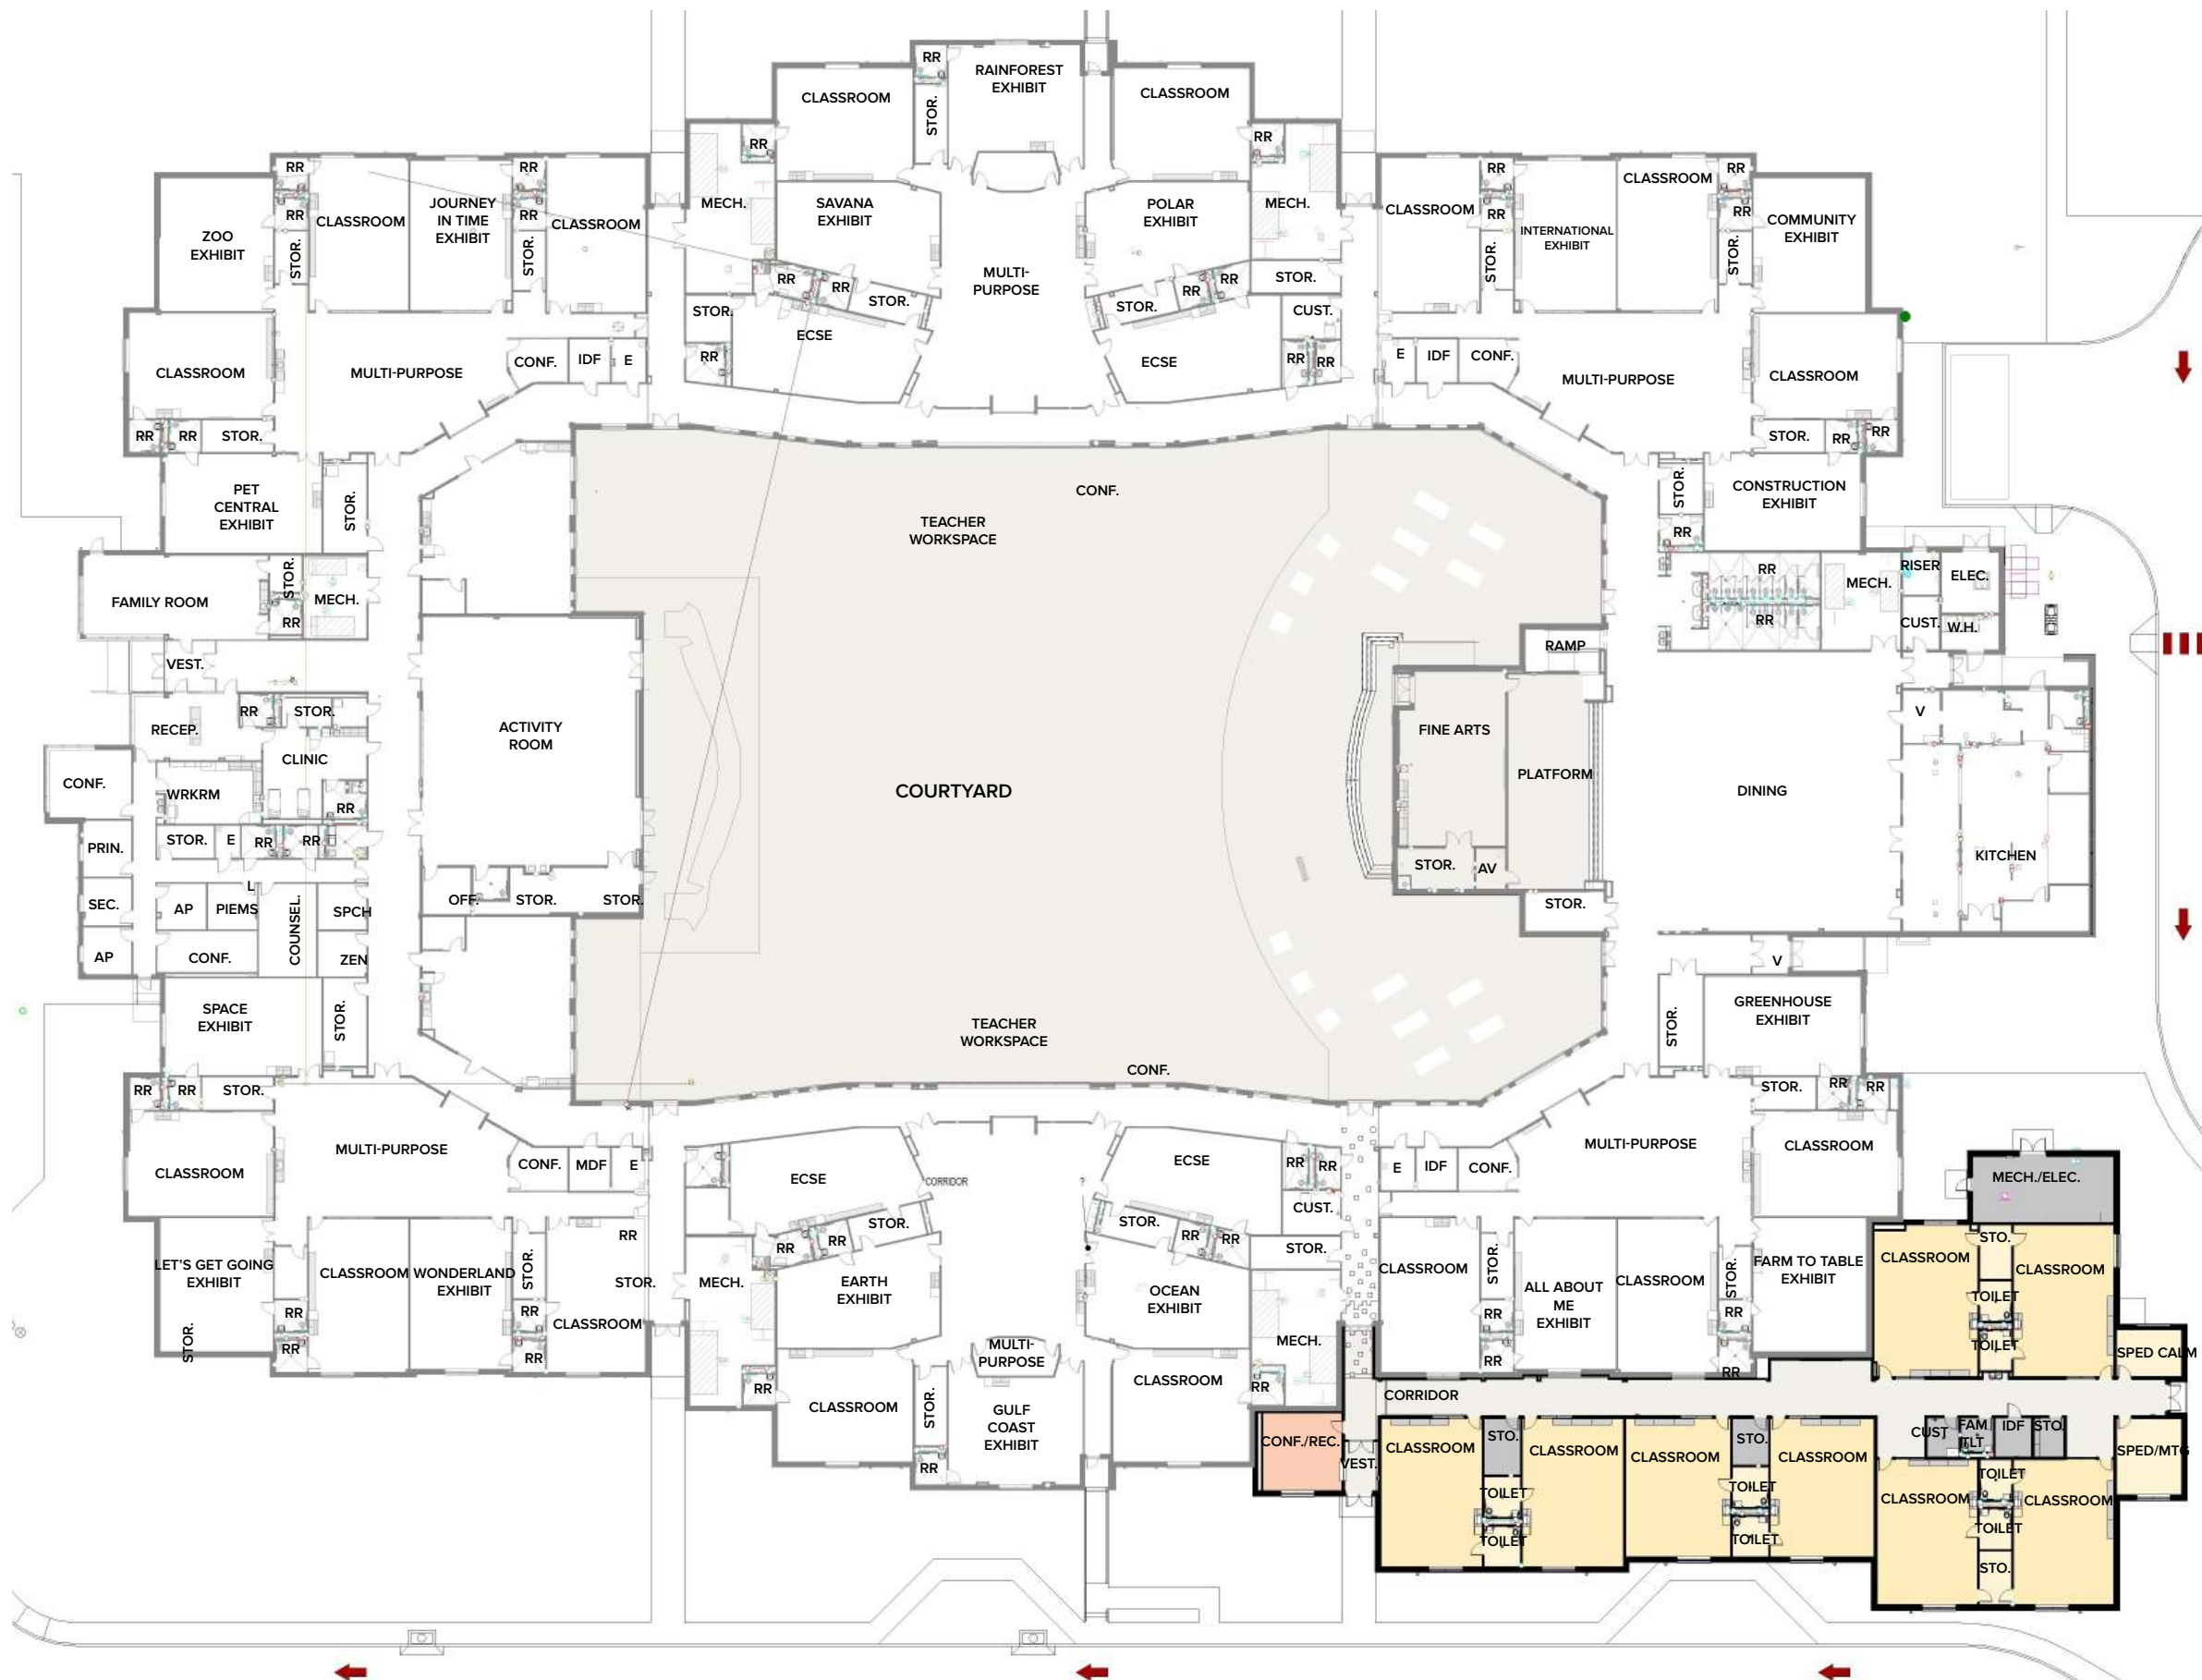 RR
RAINFOREST
EXHIBIT
CLASSROOM
STOR.
CLASSROOM
RR
MECH.
SAVANA
EXHIBIT
POLAR
EXHIBIT
RR
MECH.
MULTI-
PURPOSE
RR
RR
STOR.
STOR.
RR
RR
STOR.
STOR.
ECSE
RR
ECSE
CUST.
RR
RR
RR
RR
STOR.
ZOO
EXHIBIT
CLASSROOM
JOURNEY
IN TIME
EXHIBIT
RR
RR
STOR.
CLASSROOM
CLASSROOM
MULTI-PURPOSE
CONF.
IDF
E
RR
RR
STOR.
PET
CENTRAL
EXHIBIT
STOR.
CLASSROOM
RR
RR
STOR.
INTERNATIONAL
EXHIBIT
CLASSROOM
RR
RR
STOR.
COMMUNITY
EXHIBIT
E
IDF
CONF.
MULTI-PURPOSE
CLASSROOM
STOR.
RR
RR
STOR.
CONSTRUCTION
EXHIBIT
RR
RR
RR
MECH.
RISER
ELEC.
CUST.
W.H.
FAMILY ROOM
STOR.
RR
MECH.
VEST.
RECEP.
RR
STOR.
CLINIC
CONF.
WRKRM
RR
STOR.
E
RR
RR
PRIN.
L
SEC.
AP
PIEMS
COUNSEL.
SPCH
AP
CONF.
ZEN
SPACE
EXHIBIT
STOR.
ACTIVITY
ROOM
OFF.
STOR.
STOR.
CONF.
TEACHER
WORKSPACE
COURTYARD
TEACHER
WORKSPACE
CONF.
RAMP
FINE ARTS
PLATFORM
STOR.
AV
STOR.
DINING
V
KITCHEN
V
GREENHOUSE
EXHIBIT
STOR.
RR
RR
STOR.
CLASSROOM
MULTI-PURPOSE
CONF.
MDF
E
LET'S GET GOING
EXHIBIT
STOR.
RR
RR
CLASSROOM
WONDERLAND
EXHIBIT
STOR.
RR
RR
RR
STOR.
CLASSROOM
ECSE
CORRIDOR
?
ECSE
RR
RR
CUST.
STOR.
RR
RR
STOR.
STOR.
RR
RR
MECH.
EARTH
EXHIBIT
OCEAN
EXHIBIT
MECH.
MULTI-
PURPOSE
RR
CLASSROOM
STOR.
GULF
COAST
EXHIBIT
CLASSROOM
RR
RR
E
IDF
CONF.
MULTI-PURPOSE
STOR.
RR
RR
CLASSROOM
CLASSROOM
STOR.
RR
RR
ALL ABOUT
ME
EXHIBIT
CLASSROOM
STOR.
RR
RR
FARM TO TABLE
EXHIBIT
MECH./ELEC.
CLASSROOM
STO.
TOILET
TOILET
CLASSROOM
SPED CALM
CORRIDOR
CONF./REC.
VEST.
CLASSROOM
STO.
TOILET
TOILET
CLASSROOM
CLASSROOM
STO.
TOILET
TOILET
CLASSROOM
CUST
FAM
TLT
IDF
STO.
SPED/MTG
CLASSROOM
TOILET
TOILET
STO.
CLASSROOM